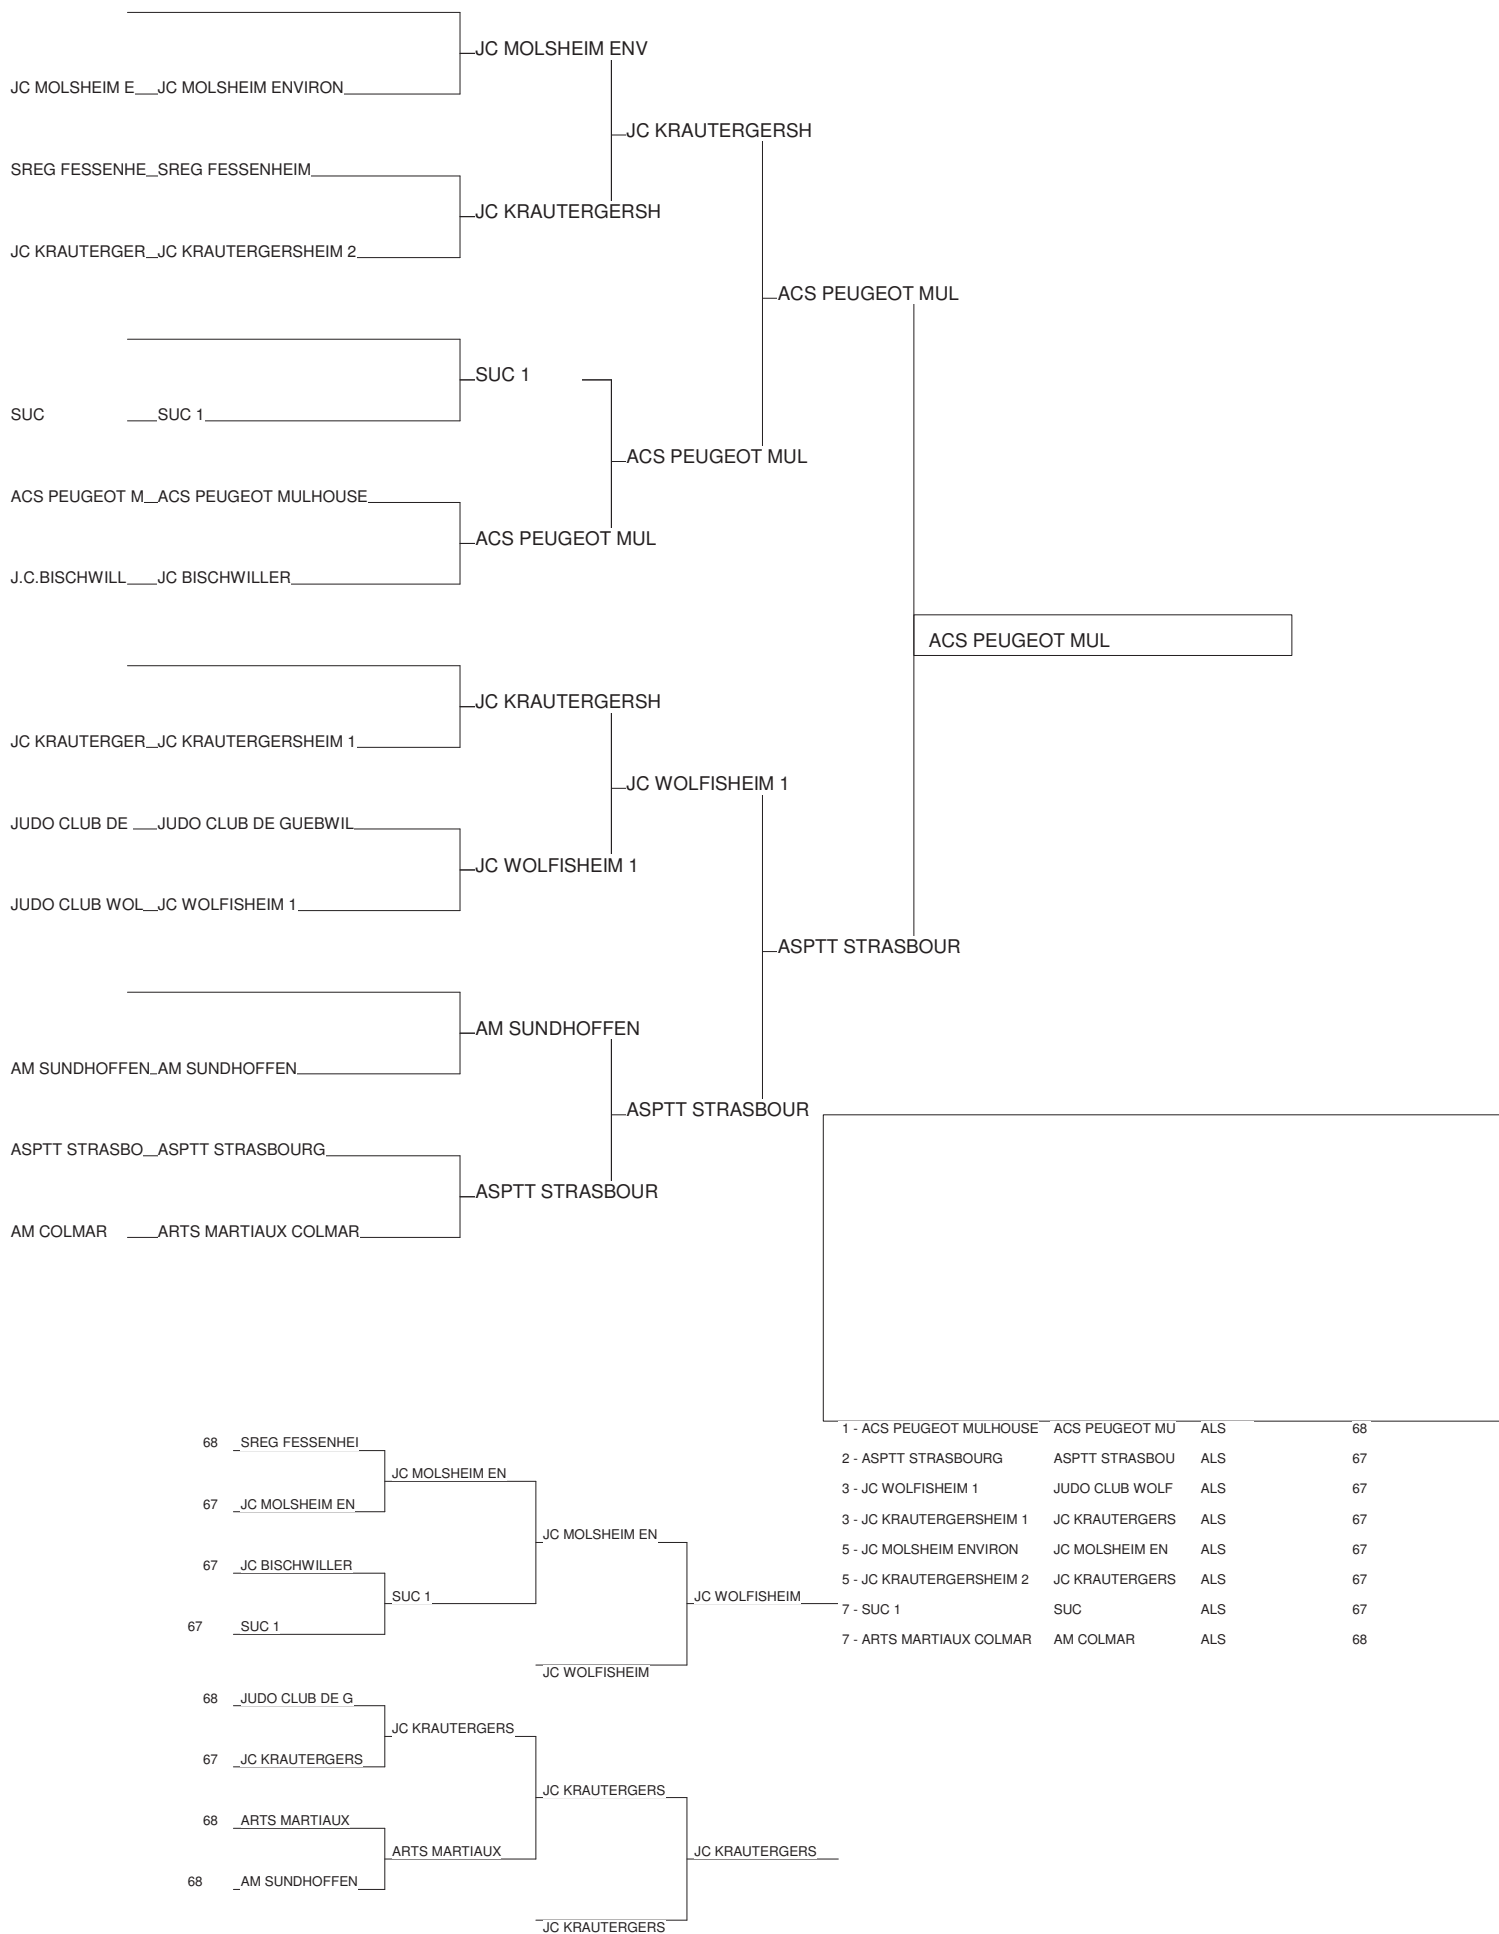 JC MOLSHEIM ENV
JC MOLSHEIM E JC MOLSHEIM ENVIRON
JC KRAUTERGERSH
SREG FESSENHE SREG FESSENHEIM
JC KRAUTERGERSH
JC KRAUTERGER JC KRAUTERGERSHEIM 2
ACS PEUGEOT MUL
SUC 1
SUC SUC 1
ACS PEUGEOT MUL
ACS PEUGEOT M ACS PEUGEOT MULHOUSE
ACS PEUGEOT MUL
J.C.BISCHWILL JC BISCHWILLER
ACS PEUGEOT MUL
JC KRAUTERGERSH
JC KRAUTERGER JC KRAUTERGERSHEIM 1
JC WOLFISHEIM 1
JUDO CLUB DE JUDO CLUB DE GUEBWIL
JC WOLFISHEIM 1
JUDO CLUB WOL JC WOLFISHEIM 1
ASPTT STRASBOUR
AM SUNDHOFFEN
AM SUNDHOFFEN AM SUNDHOFFEN
ASPTT STRASBOUR
ASPTT STRASBO ASPTT STRASBOURG
ASPTT STRASBOUR
AM COLMAR ARTS MARTIAUX COLMAR
1 - ACS PEUGEOT MULHOUSE ACS PEUGEOT MU ALS 68
2 - ASPTT STRASBOURG ASPTT STRASBOU ALS 67
3 - JC WOLFISHEIM 1 JUDO CLUB WOLF ALS 67
3 - JC KRAUTERGERSHEIM 1 JC KRAUTERGERS ALS 67
5 - JC MOLSHEIM ENVIRON JC MOLSHEIM EN ALS 67
5 - JC KRAUTERGERSHEIM 2 JC KRAUTERGERS ALS 67
7 - SUC 1 SUC ALS 67
7 - ARTS MARTIAUX COLMAR AM COLMAR ALS 68
68 SREG FESSENHEI
JC MOLSHEIM EN
67 JC MOLSHEIM EN
JC MOLSHEIM EN
67 JC BISCHWILLER
SUC 1
JC WOLFISHEIM
67 SUC 1
JC WOLFISHEIM
68 JUDO CLUB DE G
JC KRAUTERGERS
67 JC KRAUTERGERS
JC KRAUTERGERS
68 ARTS MARTIAUX
ARTS MARTIAUX
JC KRAUTERGERS
68 AM SUNDHOFFEN
JC KRAUTERGERS